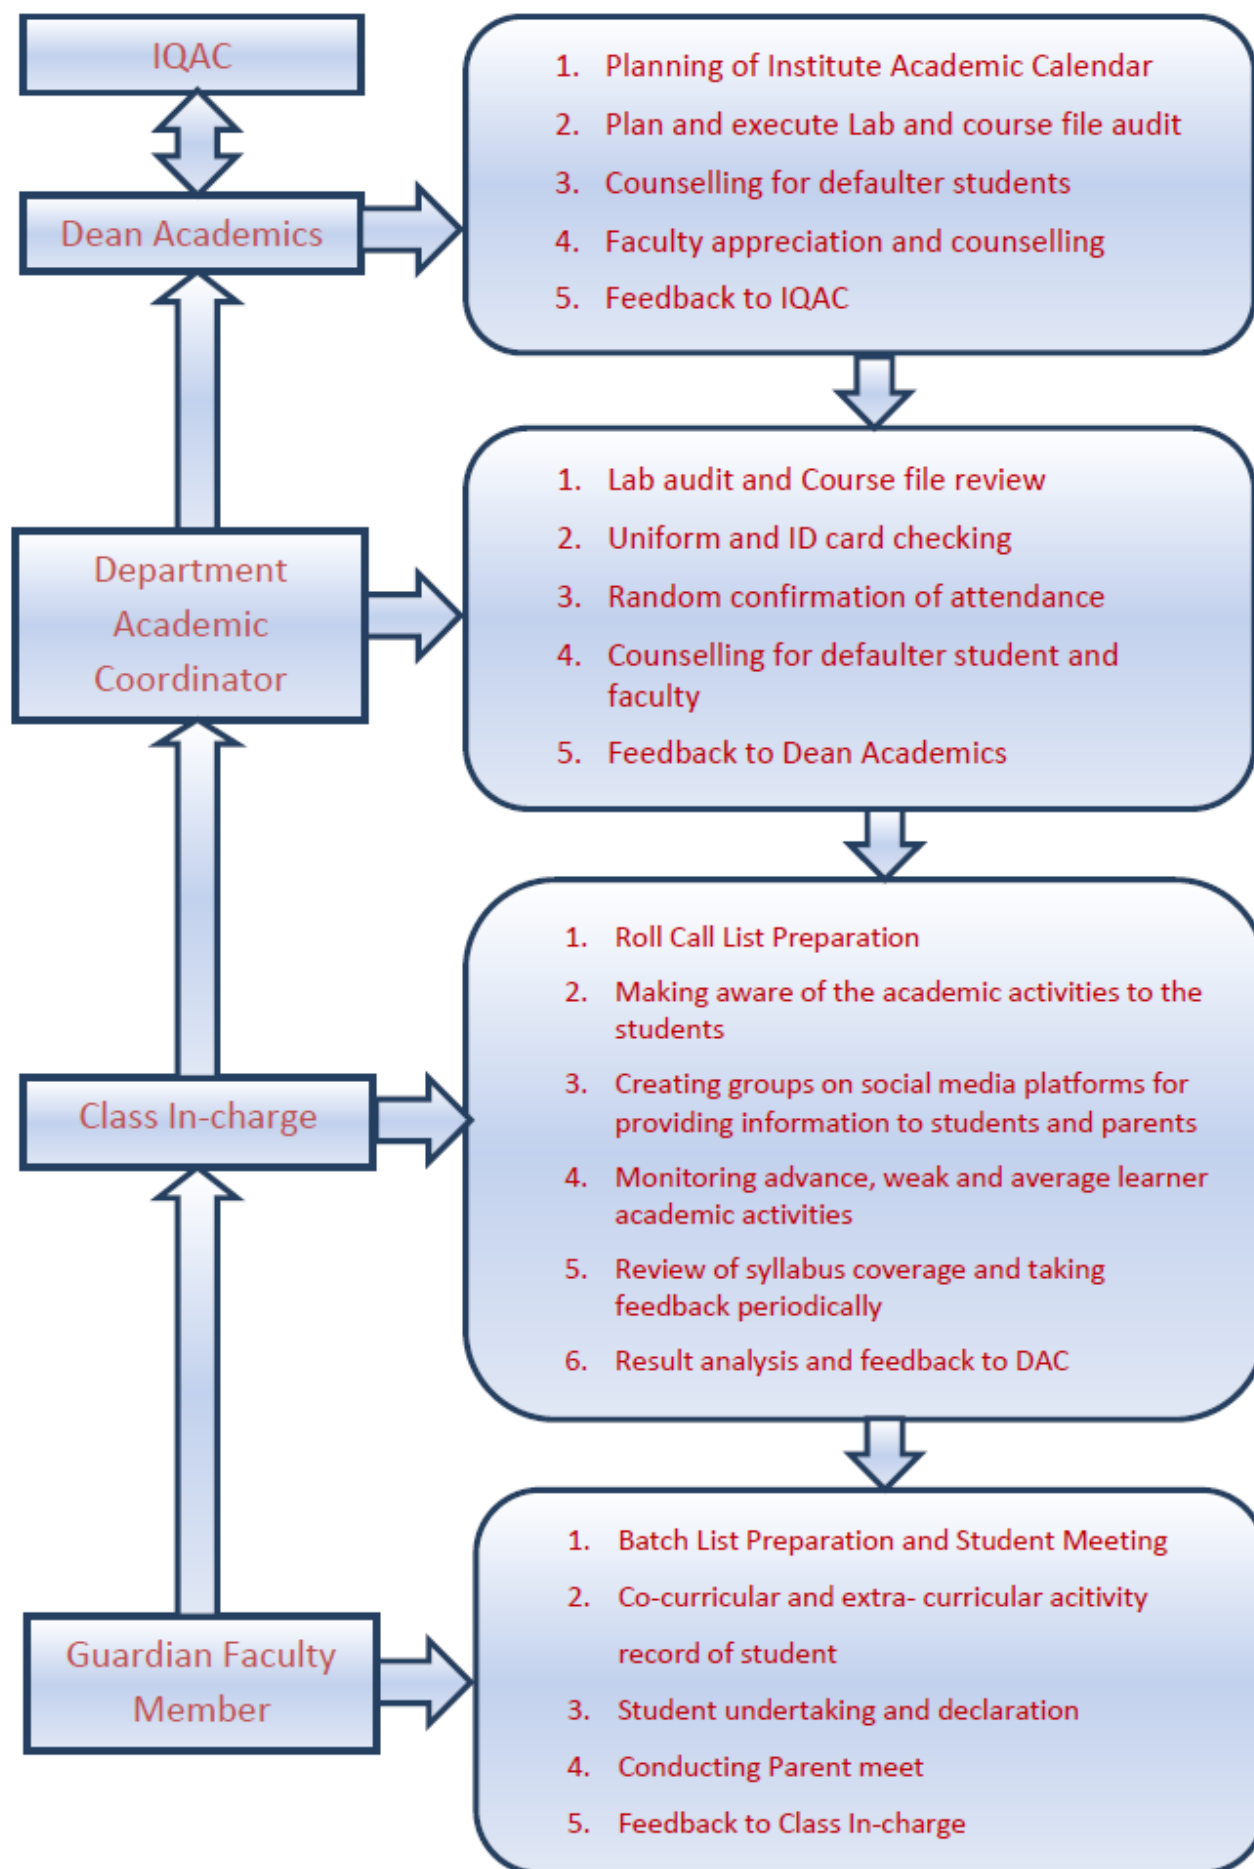 IQAC
1. Planning of Institute Academic Calendar
2. Plan and execute Lab and course file audit
3. Counselling for defaulter students
4. Faculty appreciation and counselling
5. Feedback to IQAC
Dean Academics
1. Lab audit and Course file review
2. Uniform and ID card checking
3. Random confirmation of attendance
4. Counselling for defaulter student and
faculty
5. Feedback to Dean Academics
Department
Academic
Coordinator
1. Roll Call List Preparation
2. Making aware of the academic activities to the
students
3. Creating groups on social media platforms for
providing information to students and parents
4. Monitoring advance, weak and average learner
academic activities
5. Review of syllabus coverage and taking
feedback periodically
6. Result analysis and feedback to DAC
Class In-charge
1. Batch List Preparation and Student Meeting
2. Co-curricular and extra- curricular acitivity
record of student
3. Student undertaking and declaration
4. Conducting Parent meet
5. Feedback to Class In-charge
Guardian Faculty
Member